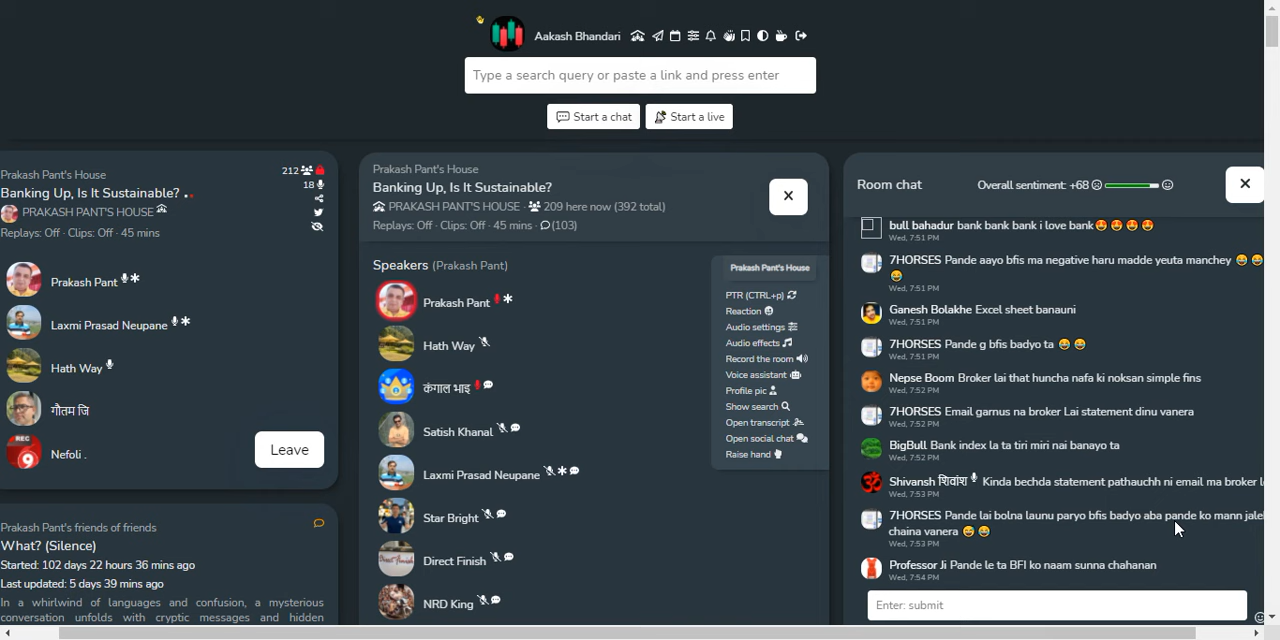 Aakash Bhandari
Type a search query or paste a link and press enter
Start a chat
Start a live
Prakash Pant's House
212
Banking Up, Is It Sustainable?
18
PRAKASH PANT'S HOUSE
Replays: Off · Clips: Off · 45 mins
Prakash Pant
Laxmi Prasad Neupane
Hath Way
गौतम जि
REC
9
Nefoli .
Leave
Prakash Pant's friends of friends
What? (Silence)
Started: 102 days 22 hours 36 mins ago
Last updated: 5 days 39 mins ago
In a whirlwind of languages and confusion, a mysterious
conversation unfolds with cryptic messages and hidden
Prakash Pant's House
Banking Up, Is It Sustainable?
PRAKASH PANT'S HOUSE · 209 here now (392 total)
Replays: Off · Clips: Off · 45 mins · (103)
Speakers (Prakash Pant)
Prakash Pant
Hath Way
कंगाल भाइ
Satish Khanal
Laxmi Prasad Neupane
Star Bright
Direct Finish
NRD King
Prakash Pant's House
PTR (CTRL+p)
Reaction
Audio settings
Audio effects
Record the room
Voice assistant
Profile pic
Show search
Open transcript
Open social chat
Raise hand
Room chat
Overall sentiment: +68
bull bahadur bank bank bank i love bank
Wed, 7:51 PM
7HORSES Pande aayo bfis ma negative haru madde yeuta manchey
Wed, 7:51 PM
Ganesh Bolakhe Excel sheet banauni
Wed, 7:51 PM
7HORSES Pande g bfis badyo ta
Wed, 7:51 PM
Nepse Boom Broker lai that huncha nafa ki noksan simple fins
Wed, 7:52 PM
7HORSES Email garnus na broker Lai statement dinu vanera
Wed, 7:52 PM
BigBull Bank index la ta tiri miri nai banayo ta
Wed, 7:52 PM
Shivansh शिवांश Kinda bechda statement pathauchh ni email ma broker l
Wed, 7:53 PM
7HORSES Pande lai bolna launu paryo bfis badyo aba pande ko mann jale
chaina vanera
Wed, 7:53 PM
Professor Ji Pande le ta BFI ko naam sunna chahanan
Wed, 7:54 PM
Enter: submit